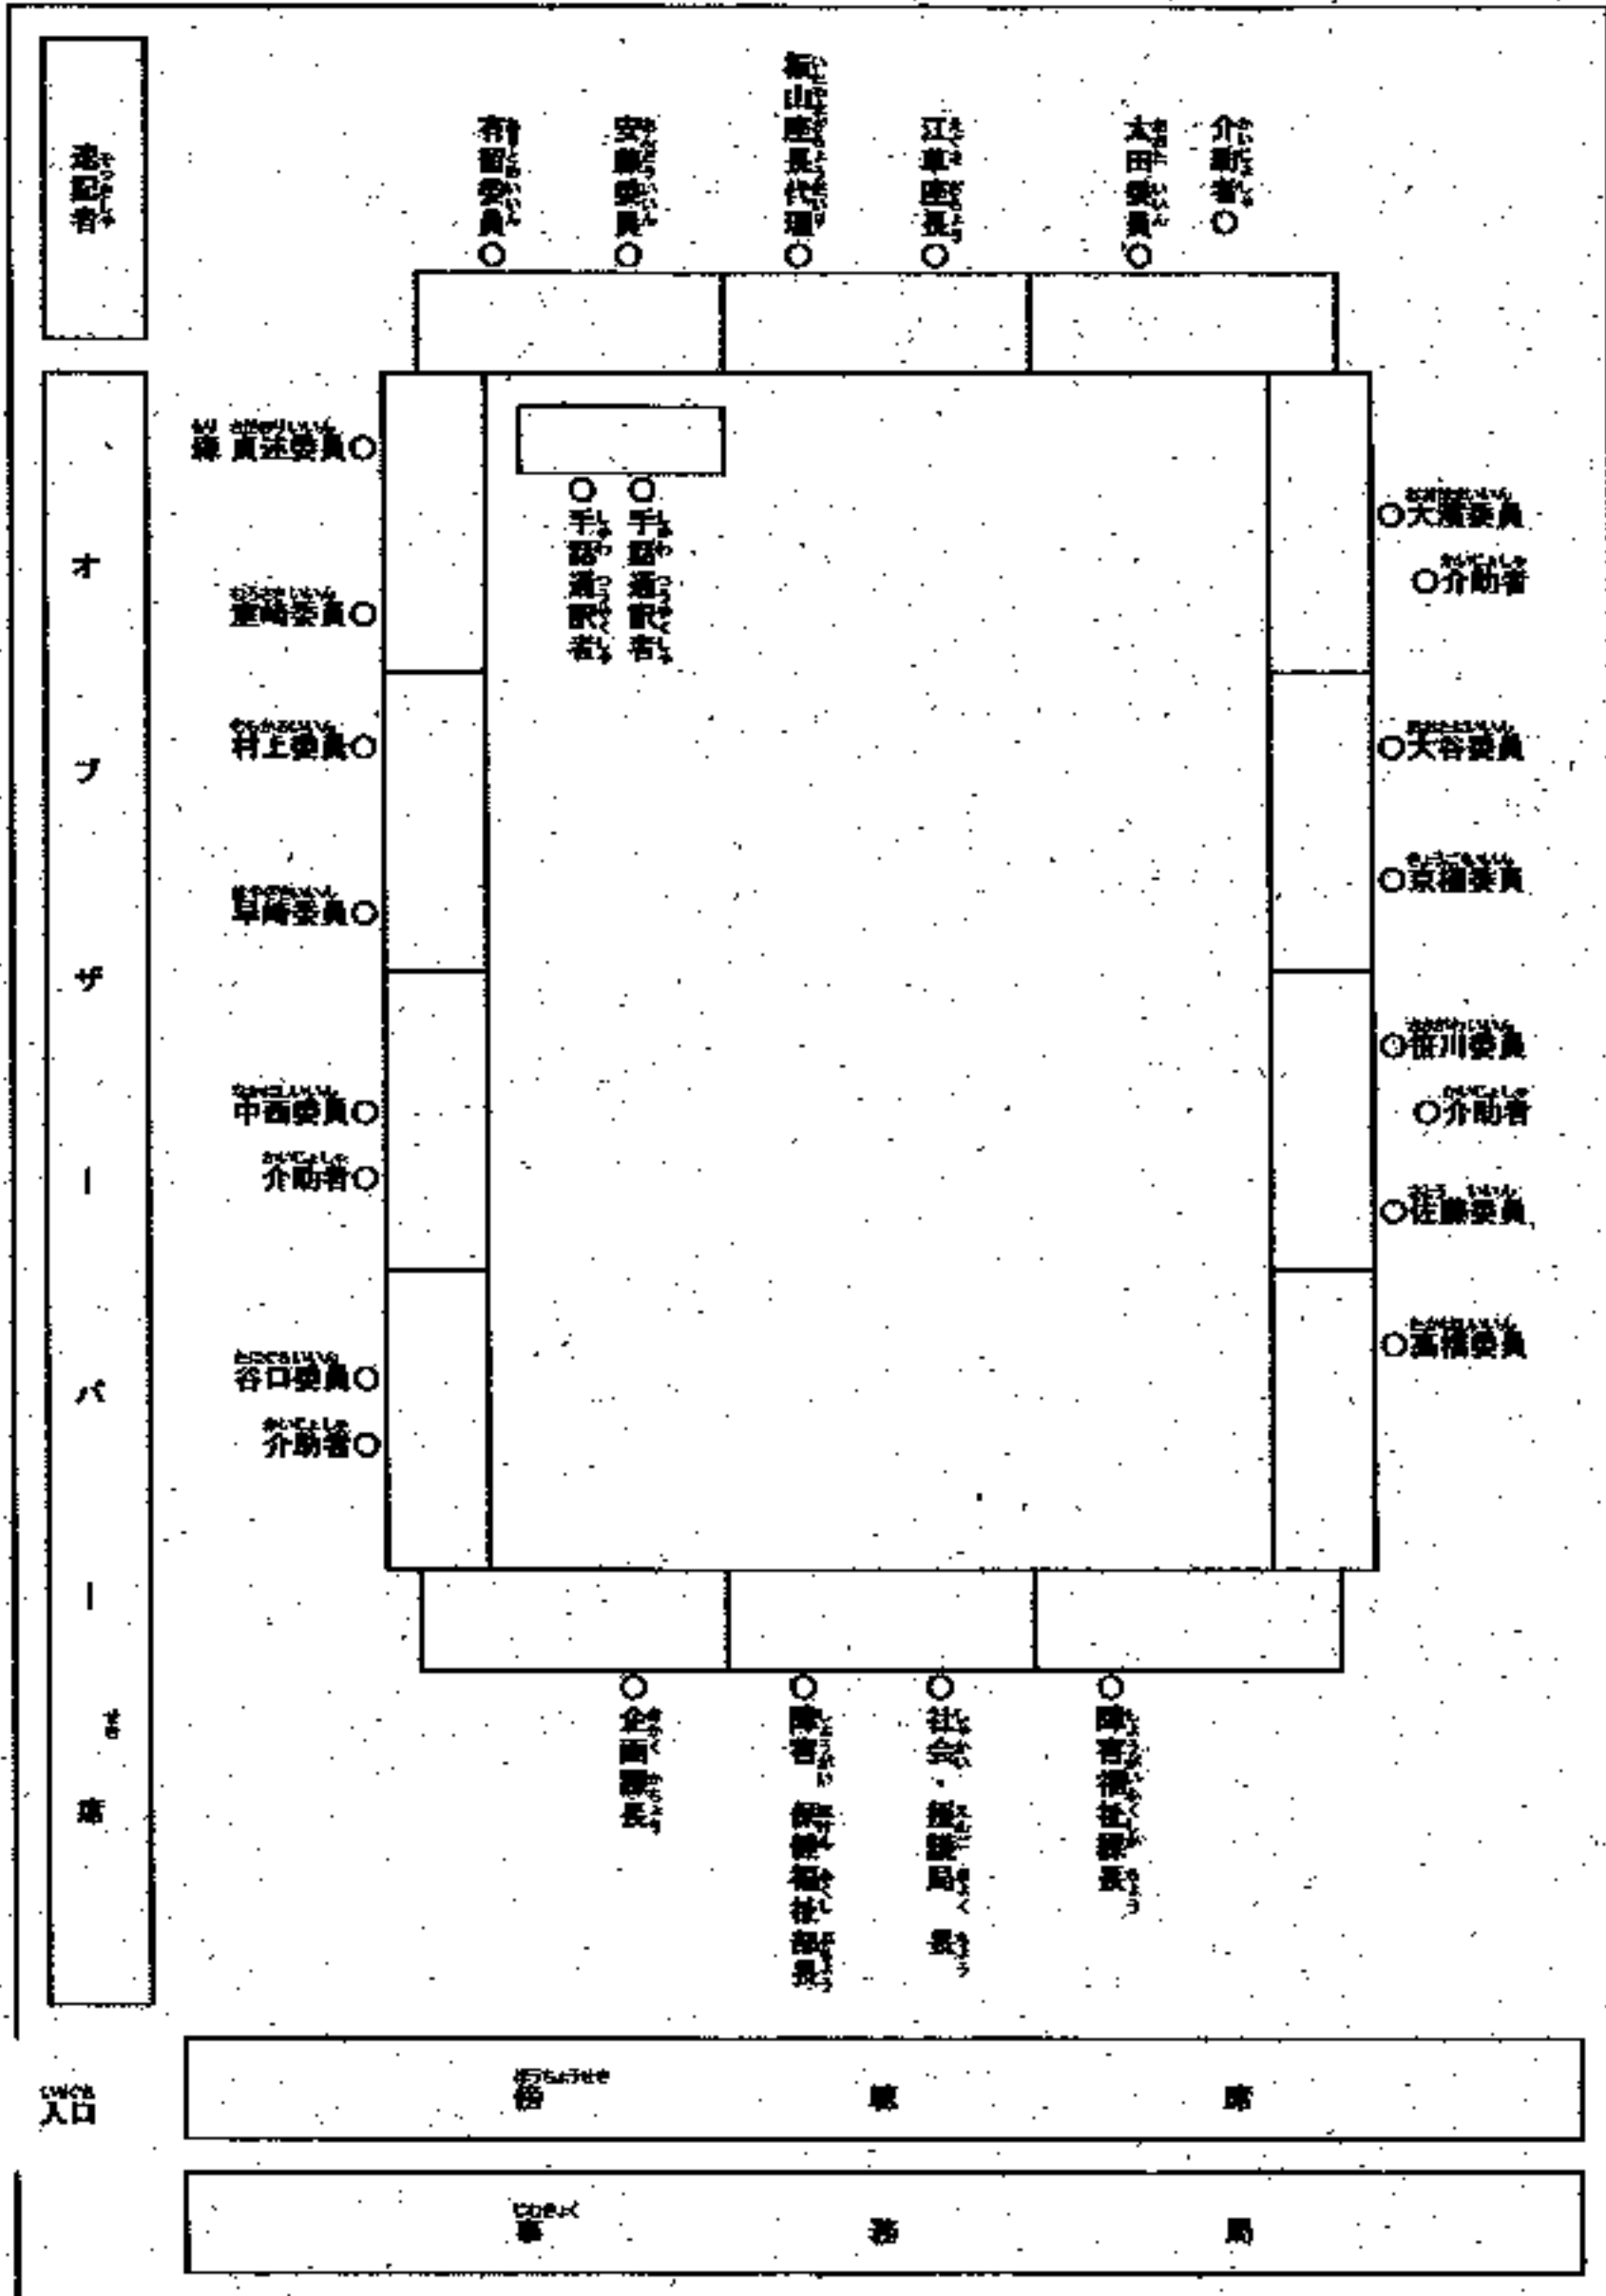 速記者
オブザーバー席
有留委員
安藤委員
板山座長代理
江草座長
太田委員
介助者
森 貞述委員
室崎委員
村上委員
早崎委員
中西委員
介助者
谷口委員
介助者
手話通訳者
手話通訳者
大濱委員
介助者
大谷委員
京極委員
笹川委員
介助者
佐藤委員
高橋委員
企画課長
障害保健福祉部長
社会・援護局長
障害福祉課長
入口
傍聴席
事務局